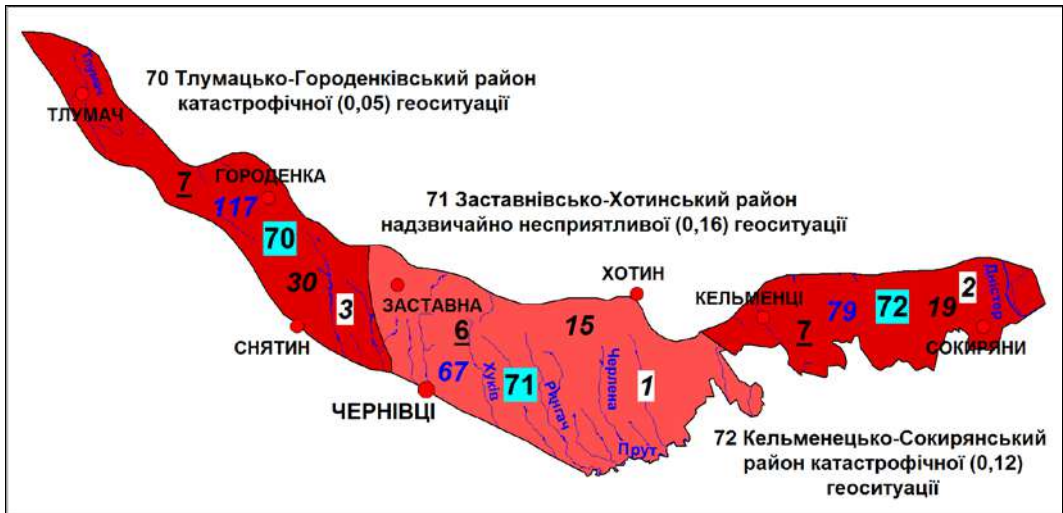 Тлумач
70 Тлумацько-Городенківський район
катастрофічної (0,05) геоситуації
ТЛУМАЧ
7
ГОРОДЕНКА
117
70
71 Заставнівсько-Хотинський район
надзвичайно несприятливої (0,16) геоситуації
30
3
СНЯТИН
ЗАСТАВНА
6
67
ЧЕРНІВЦІ
Хуків
71
Рингач
15
ХОТИН
Черлена
1
Прут
КЕЛЬМЕНЦІ
7
79
72
19
2
Дністор
СОКИРЯНИ
72 Кельменецько-Сокирянський
район катастрофічної (0,12)
геоситуації